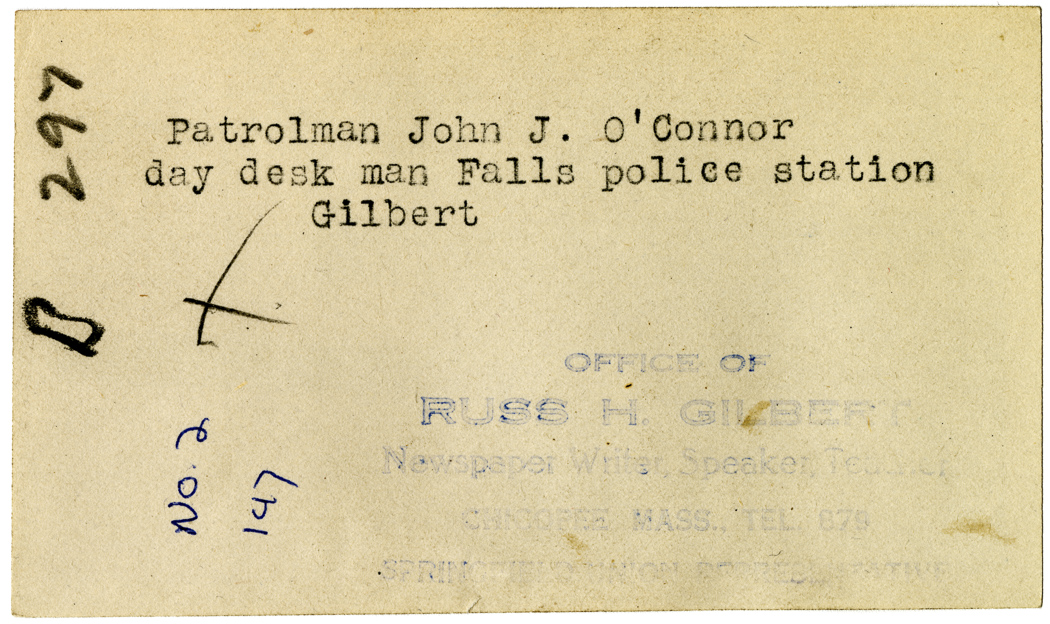 Patrolman John J. O'Connor
day desk man Falls police station
Gilbert
297
No. 2
147
OFFICE OF
RUSS H. GILBERT
Newspaper Writer, Speaker,
MASS., TEL. 679